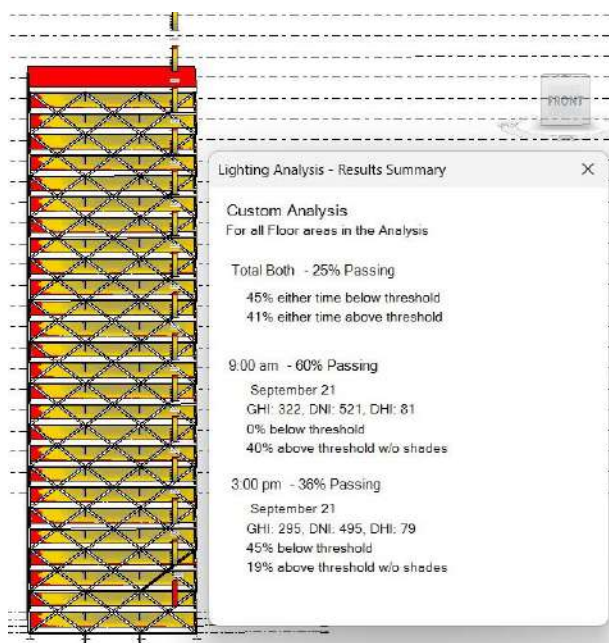 FRONT
Lighting Analysis - Results Summary
Custom Analysis
For all Floor areas in the Analysis
Total Both - 25% Passing
45% either time below threshold
41% either time above threshold
9:00 am - 60% Passing
September 21
GHI: 322, DNI: 521, DHI: 81
0% below threshold
40% above threshold w/o shades
3:00 pm - 36% Passing
September 21
GHI: 295, DNI: 495, DHI: 79
45% below threshold
19% above threshold w/o shades